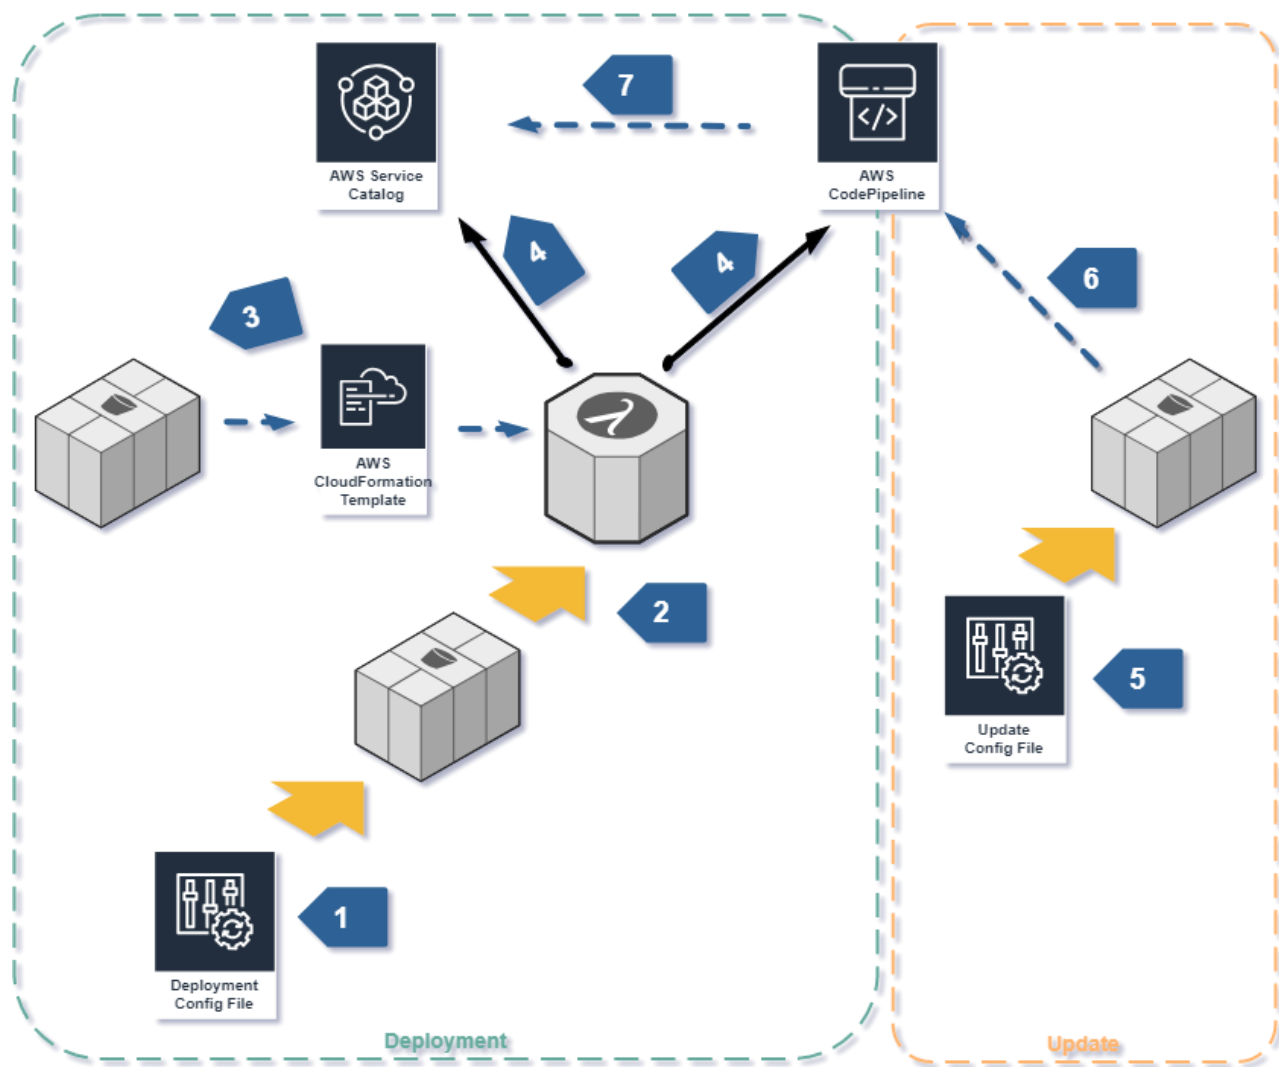 7
AWS Service
Catalog
</>
AWS
CodePipeline
4
4
6
3
AWS
CloudFormation
Template
2
5
Update
Config File
1
Deployment
Config File
Deployment
Update